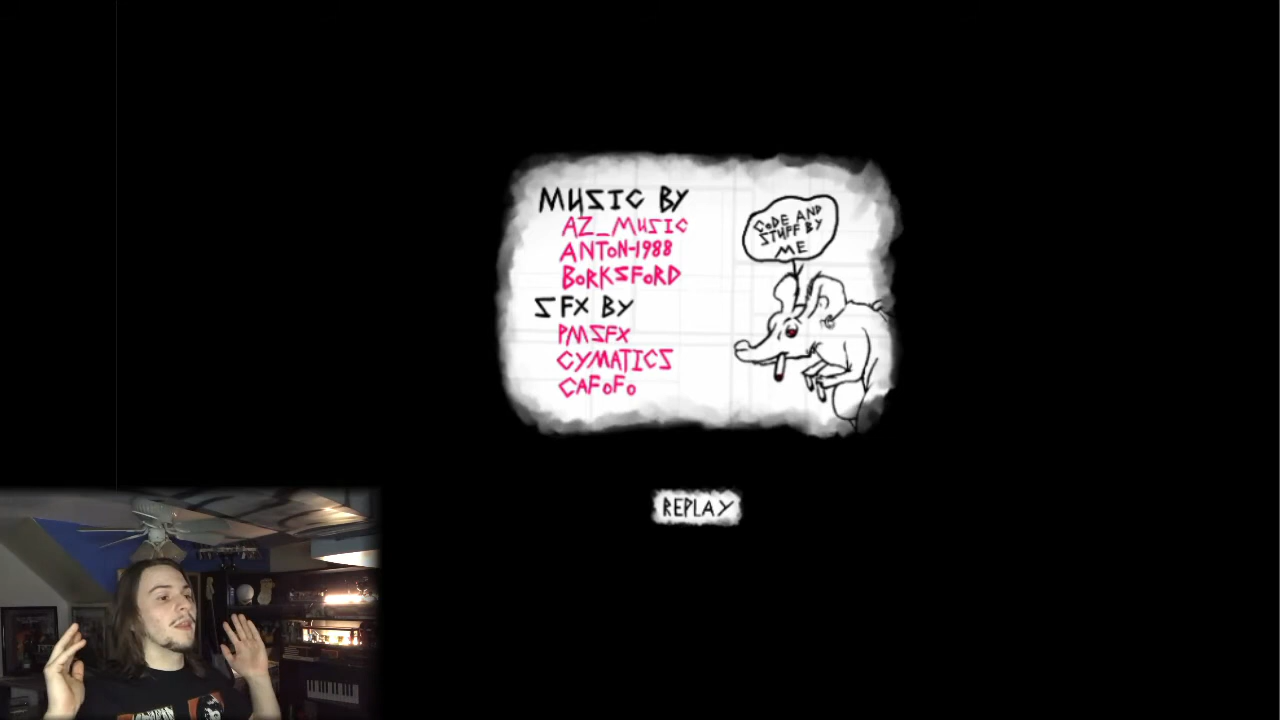 MUSIC BY
AZ_MUSIC
ANTON-1988
BORKSFORD
SFX BY
PMSFX
CYMATICS
CAFOFO
CODE AND
STUFF BY
ME
REPLAY